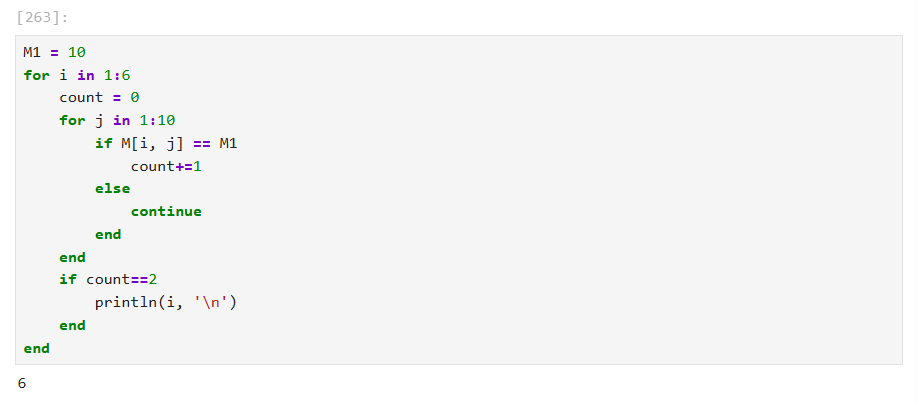 [263]:
M1 = 10
for i in 1:6
    count = 0
    for j in 1:10
        if M[i, j] == M1
            count+=1
        else
            continue
        end
    end
    if count==2
        println(i, '\n')
    end
end
6